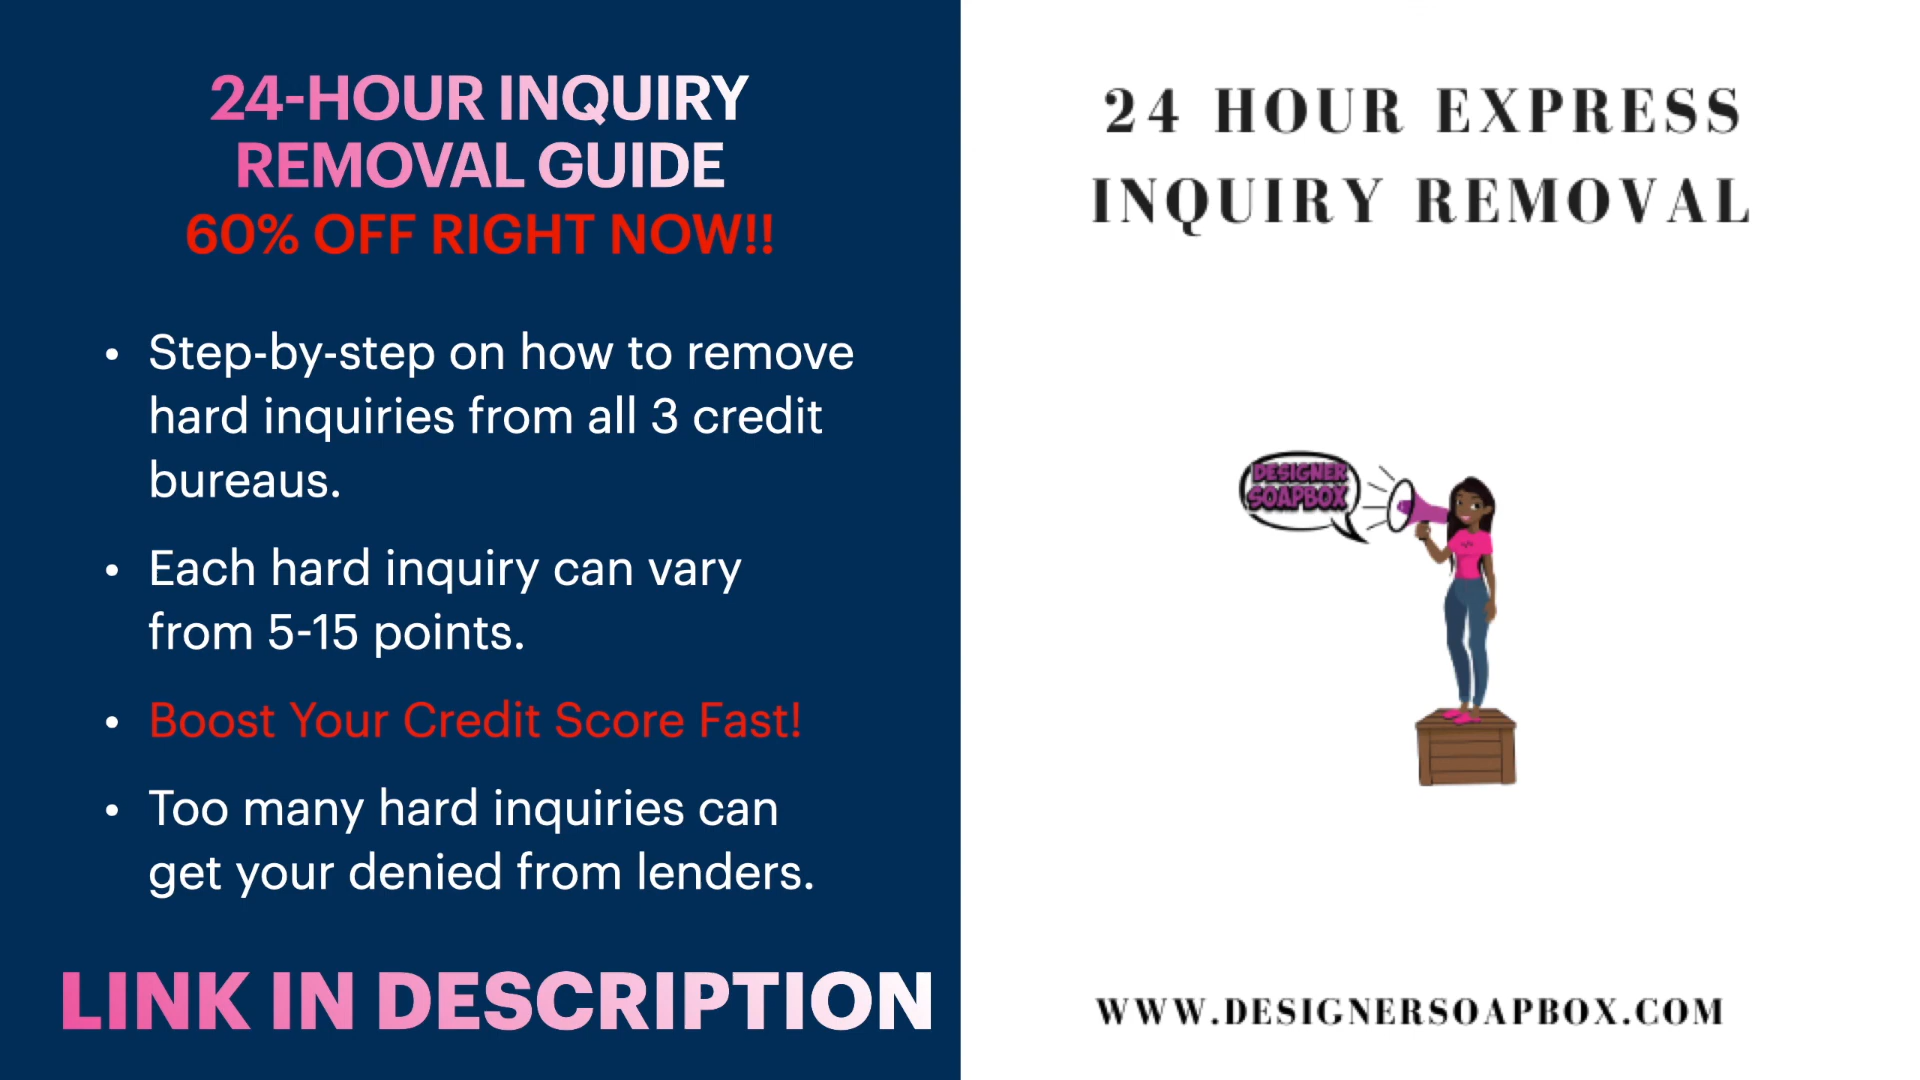 24-HOUR INQUIRY
REMOVAL GUIDE
60% OFF RIGHT NOW!!
• Step-by-step on how to remove
hard inquiries from all 3 credit
bureaus.
• Each hard inquiry can vary
from 5-15 points.
• Boost Your Credit Score Fast!
• Too many hard inquiries can
get your denied from lenders.
LINK IN DESCRIPTION
24 HOUR EXPRESS
INQUIRY REMOVAL
DESIGNER
SOAPBOX
WWW.DESIGNERSOAPBOX.COM